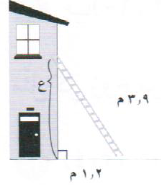 ع
٣,٩ م
١,٢ م